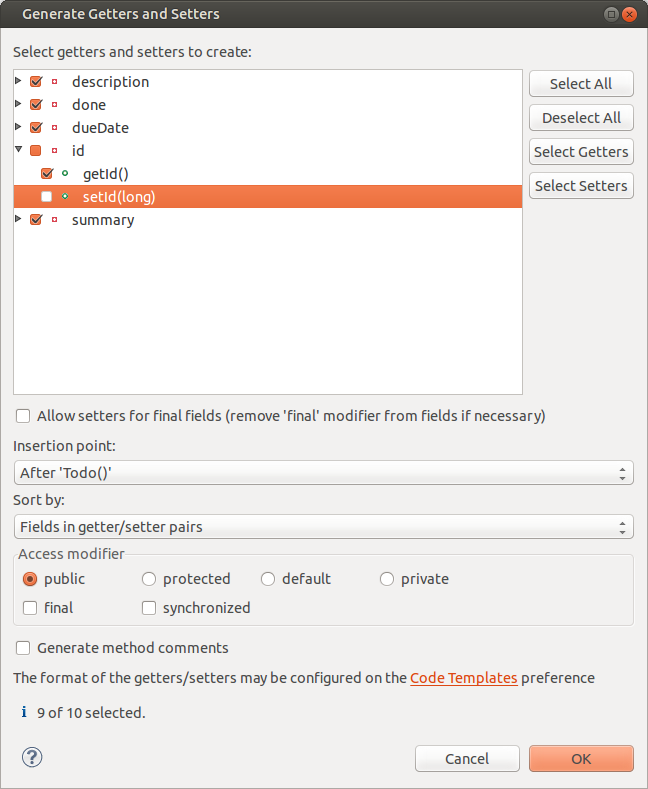 Generate Getters and Setters
Select getters and setters to create:
description
done
dueDate
id
getId()
setId(long)
summary
Select All
Deselect All
Select Getters
Select Setters
Allow setters for final fields (remove 'final' modifier from fields if necessary)
Insertion point:
After 'Todo()'
Sort by:
Fields in getter/setter pairs
Access modifier
public protected default private
final synchronized
Generate method comments
The format of the getters/setters may be configured on the Code Templates preference
i 9 of 10 selected.
? Cancel OK